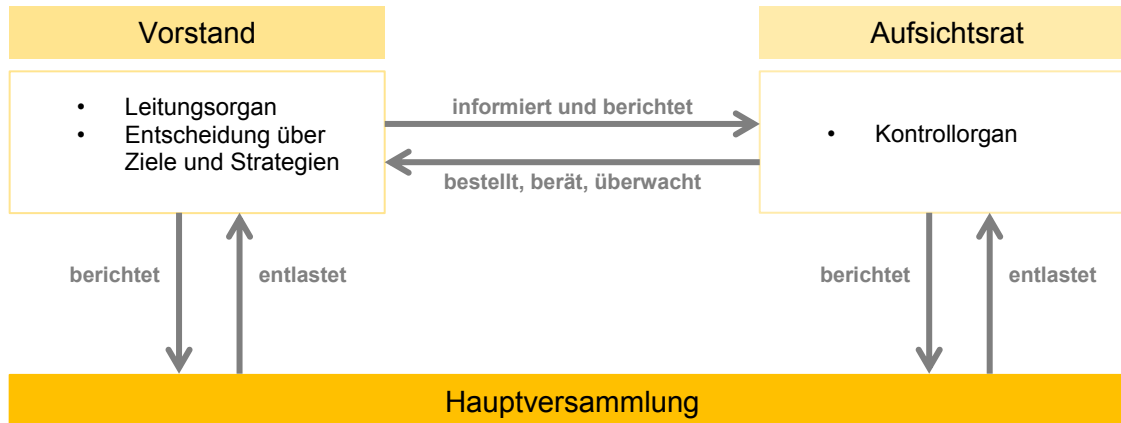 Vorstand
Aufsichtsrat
• Leitungsorgan
• Entscheidung über
Ziele und Strategien
informiert und berichtet
bestellt, berät, überwacht
• Kontrollorgan
berichtet
entlastet
berichtet
entlastet
Hauptversammlung